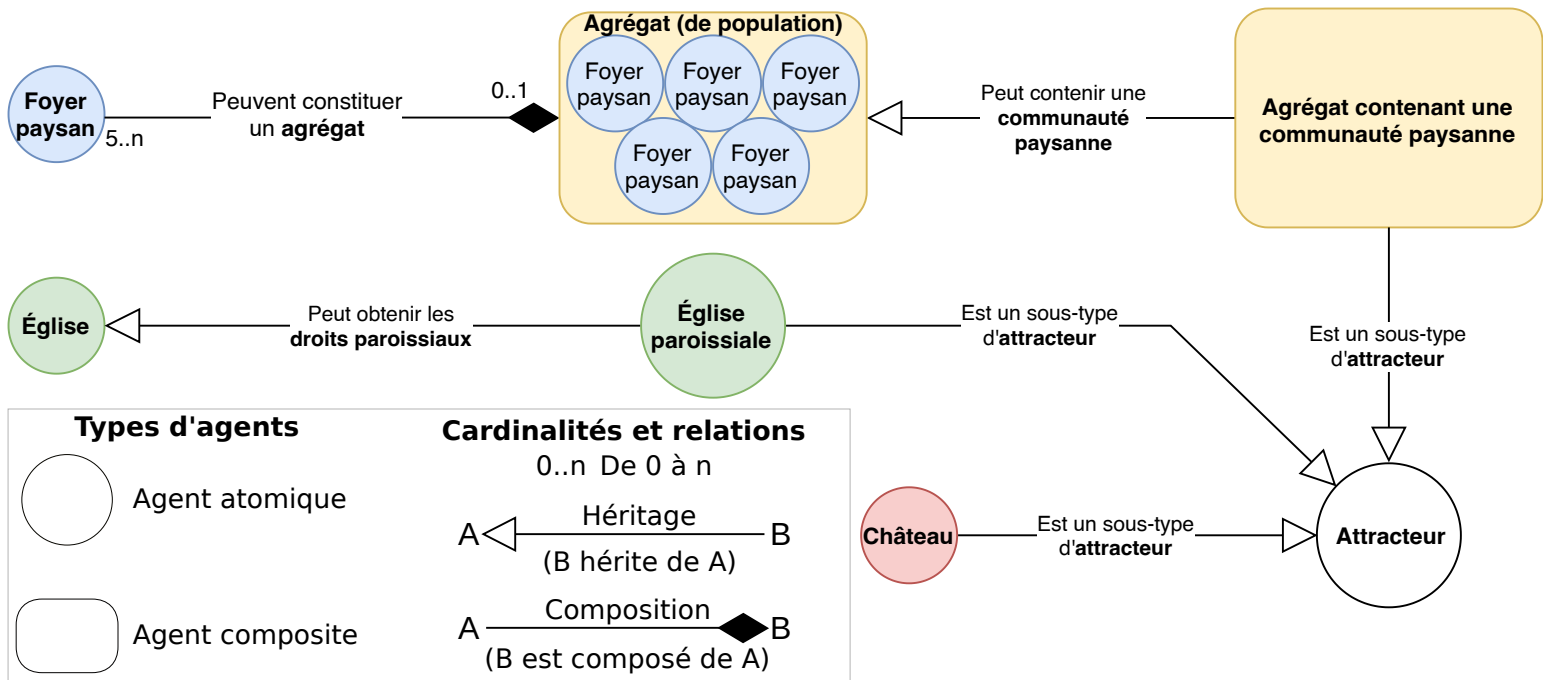 Foyer
paysan
5..n
Peuvent constituer
un agrégat
0..1
Agrégat (de population)
Foyer
paysan
Foyer
paysan
Foyer
paysan
Foyer
paysan
Foyer
paysan
Peut contenir une
communauté
paysanne
Agrégat contenant une
communauté paysanne
Église
Peut obtenir les
droits paroissiaux
Église
paroissiale
Est un sous-type
d'attracteur
Est un sous-type
d'attracteur
Château
Est un sous-type
d'attracteur
Attracteur
Types d'agents
Agent atomique
Agent composite
Cardinalités et relations
0..n De 0 à n
A Héritage B
(B hérite de A)
A Composition B
(B est composé de A)